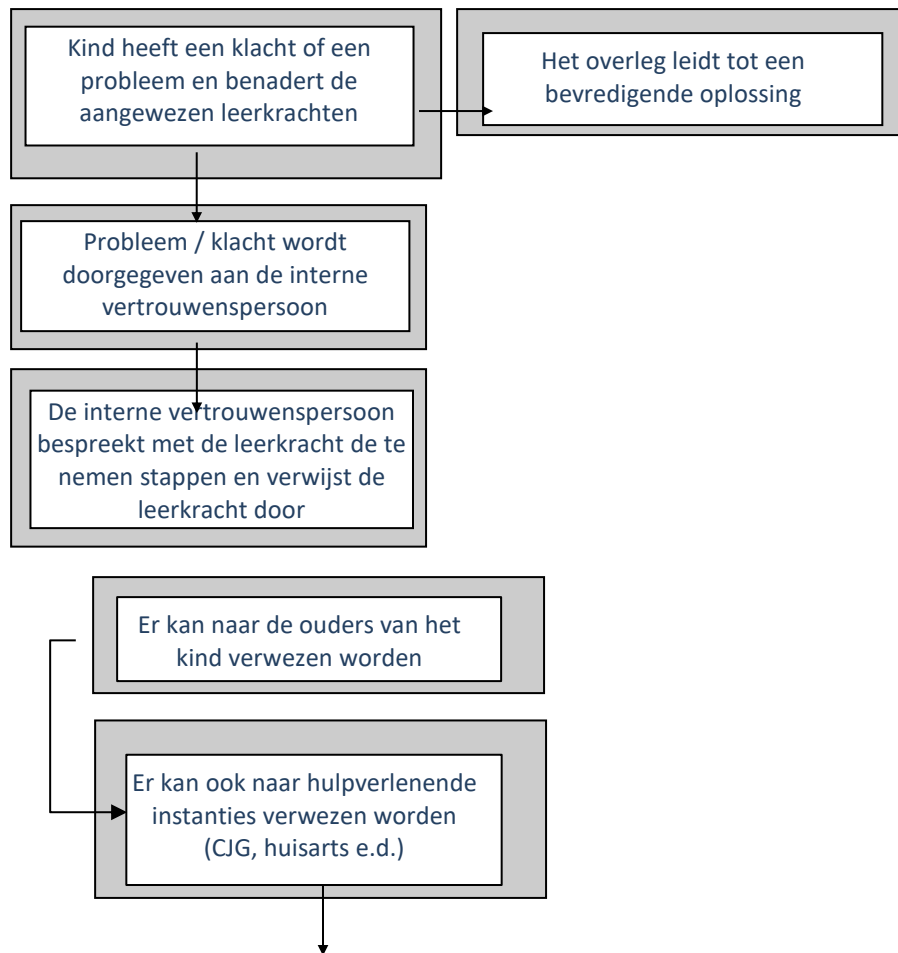 Kind heeft een klacht of een
probleem en benadert de
aangewezen leerkrachten
Het overleg leidt tot een
bevredigende oplossing
Probleem / klacht wordt
doorgegeven aan de interne
vertrouwenspersoon
De interne vertrouwenspersoon
bespreekt met de leerkracht de te
nemen stappen en verwijst de
leerkracht door
Er kan naar de ouders van het
kind verwezen worden
Er kan ook naar hulpverlenende
instanties verwezen worden
(CJG, huisarts e.d.)